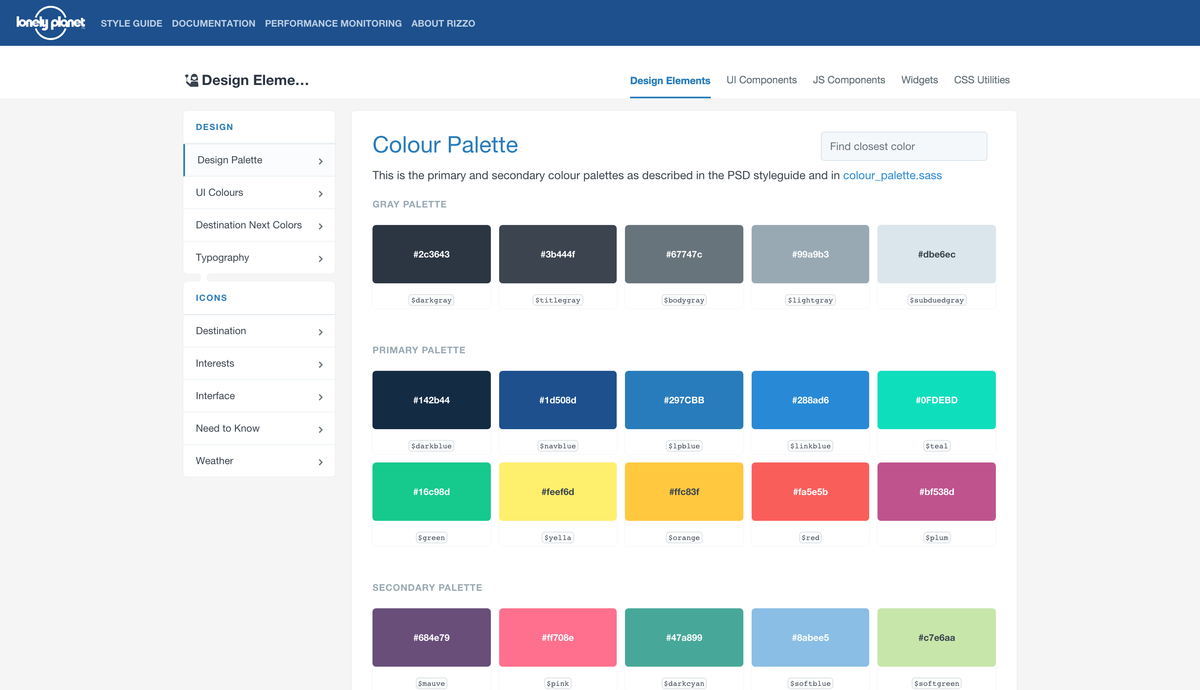 lonely planet STYLE GUIDE DOCUMENTATION PERFORMANCE MONITORING ABOUT RIZZO
Design Eleme...
Design Elements UI Components JS Components Widgets CSS Utilities
DESIGN
Design Palette
UI Colours
Destination Next Colors
Typography
ICONS
Destination
Interests
Interface
Need to Know
Weather
Colour Palette
Find closest color
This is the primary and secondary colour palettes as described in the PSD styleguide and in colour_palette.sass
GRAY PALETTE
#2c3643 #3b444f #67747c #99a9b3 #dbe6ec
$darkgray $titlegray $bodygray $lightgray $subduedgray
PRIMARY PALETTE
#142b44 #1d508d #297CBB #288ad6 #0FDEBD
$darkblue $navblue $lpblue $linkblue $teal
#16c98d #feef6d #ffc83f #fa5e5b #bf538d
$green $yella $orange $red $plum
SECONDARY PALETTE
#684e79 #ff708e #47a899 #8abee5 #c7e6aa
$mauve $pink $darkcyan $softblue $softgreen